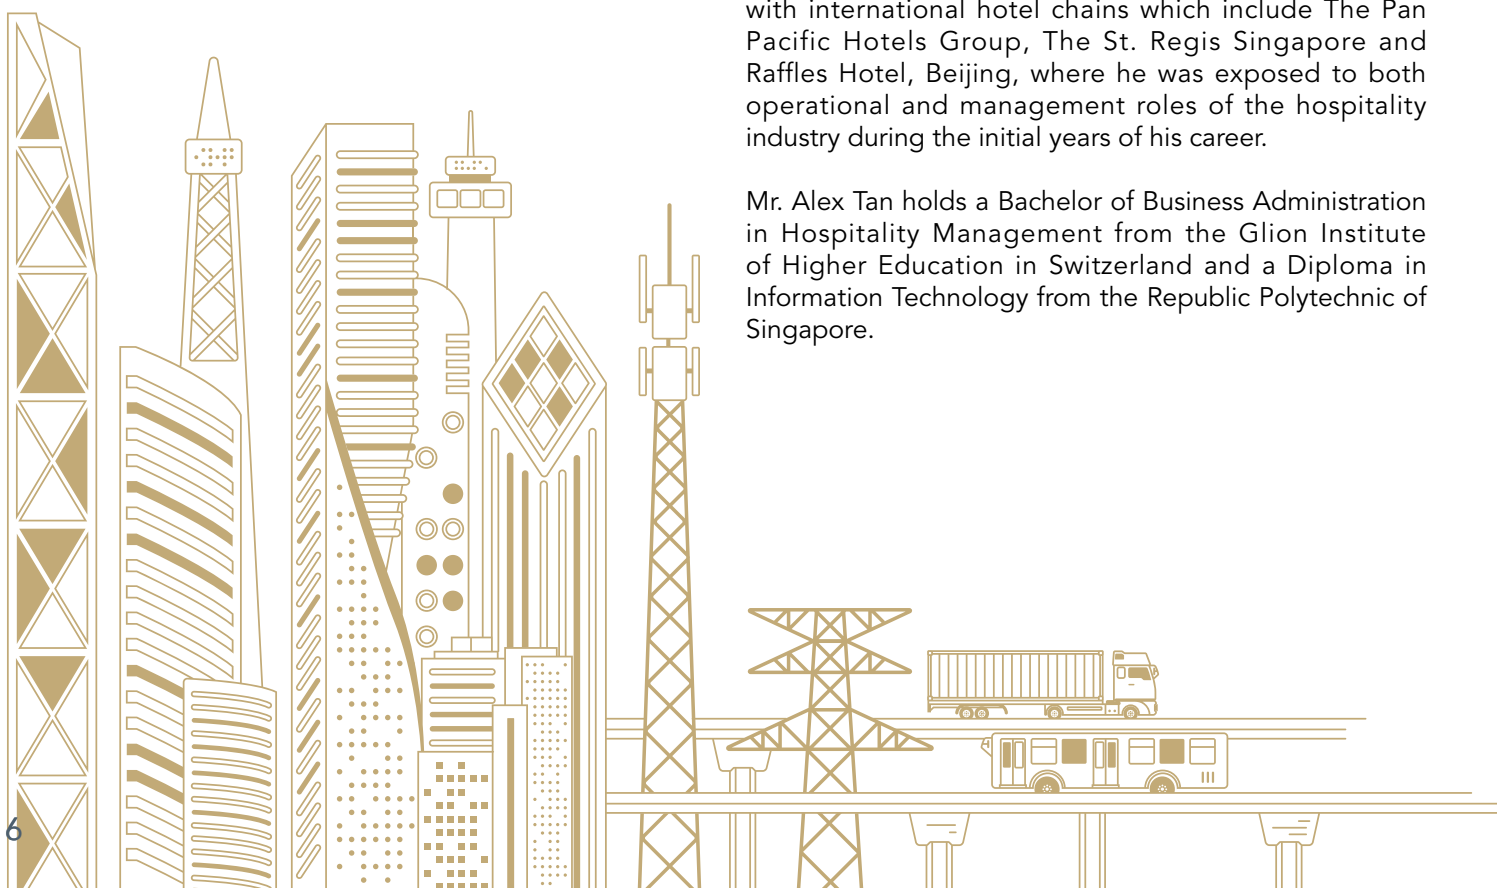 with international hotel chains which include The Pan
Pacific Hotels Group, The St. Regis Singapore and
Raffles Hotel, Beijing, where he was exposed to both
operational and management roles of the hospitality
industry during the initial years of his career.
Mr. Alex Tan holds a Bachelor of Business Administration
in Hospitality Management from the Glion Institute
of Higher Education in Switzerland and a Diploma in
Information Technology from the Republic Polytechnic of
Singapore.
6